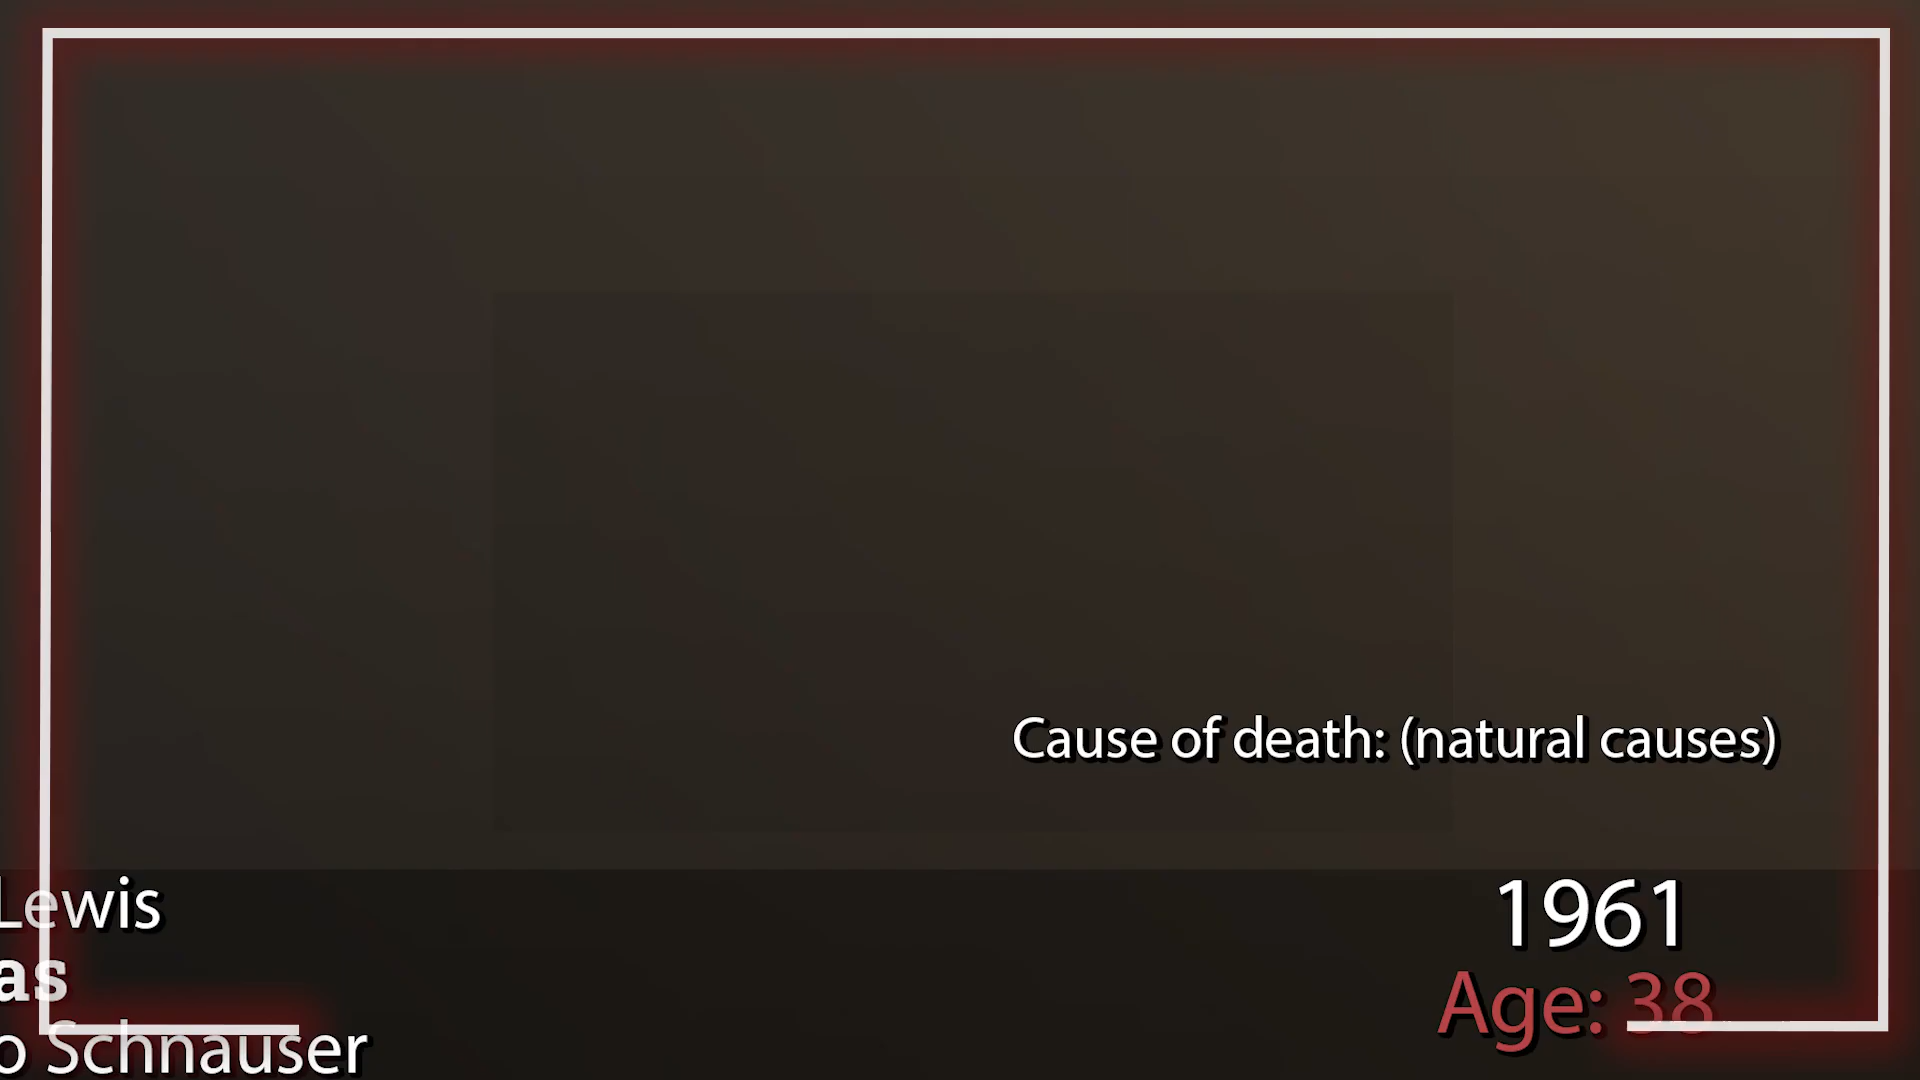 Cause of death: (natural causes)
Lewis
as
o Schnauser
1961
Age: 38